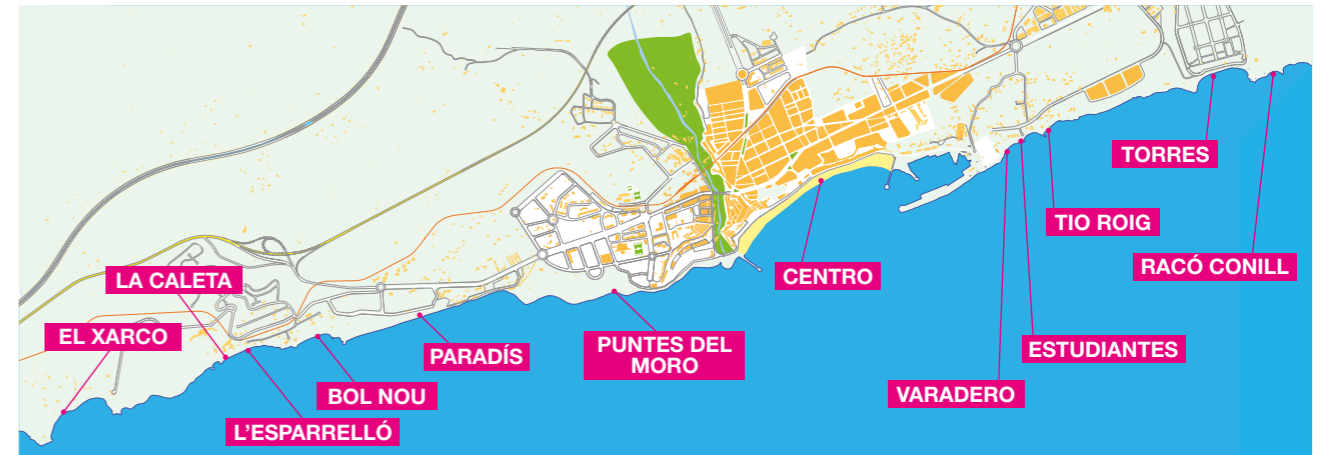 TORRES
TIO ROIG
RACÓ CONILL
LA CALETA
CENTRO
EL XARCO
PARADÍS
PUNTES DEL
MORO
ESTUDIANTES
BOL NOU
VARADERO
L'ESPARRELLÓ